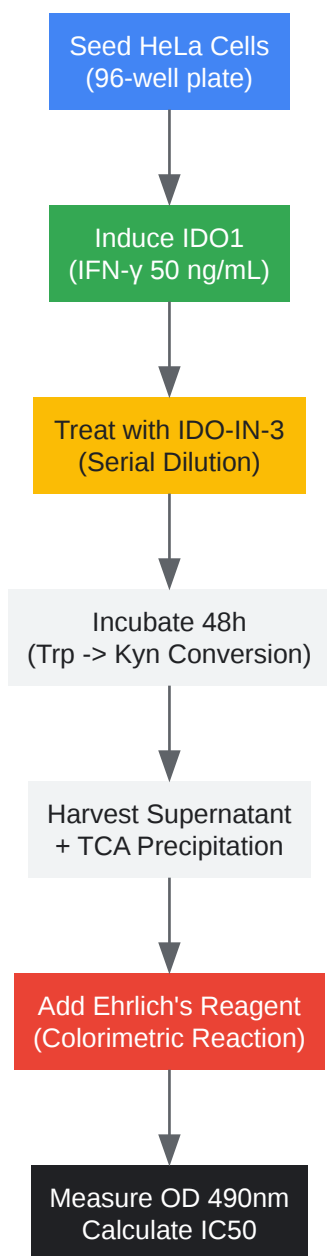 Seed HeLa Cells
(96-well plate)
Induce IDO1
(IFN-γ 50 ng/mL)
Treat with IDO-IN-3
(Serial Dilution)
Incubate 48h
(Trp -> Kyn Conversion)
Harvest Supernatant
+ TCA Precipitation
Add Ehrlich's Reagent
(Colorimetric Reaction)
Measure OD 490nm
Calculate IC50